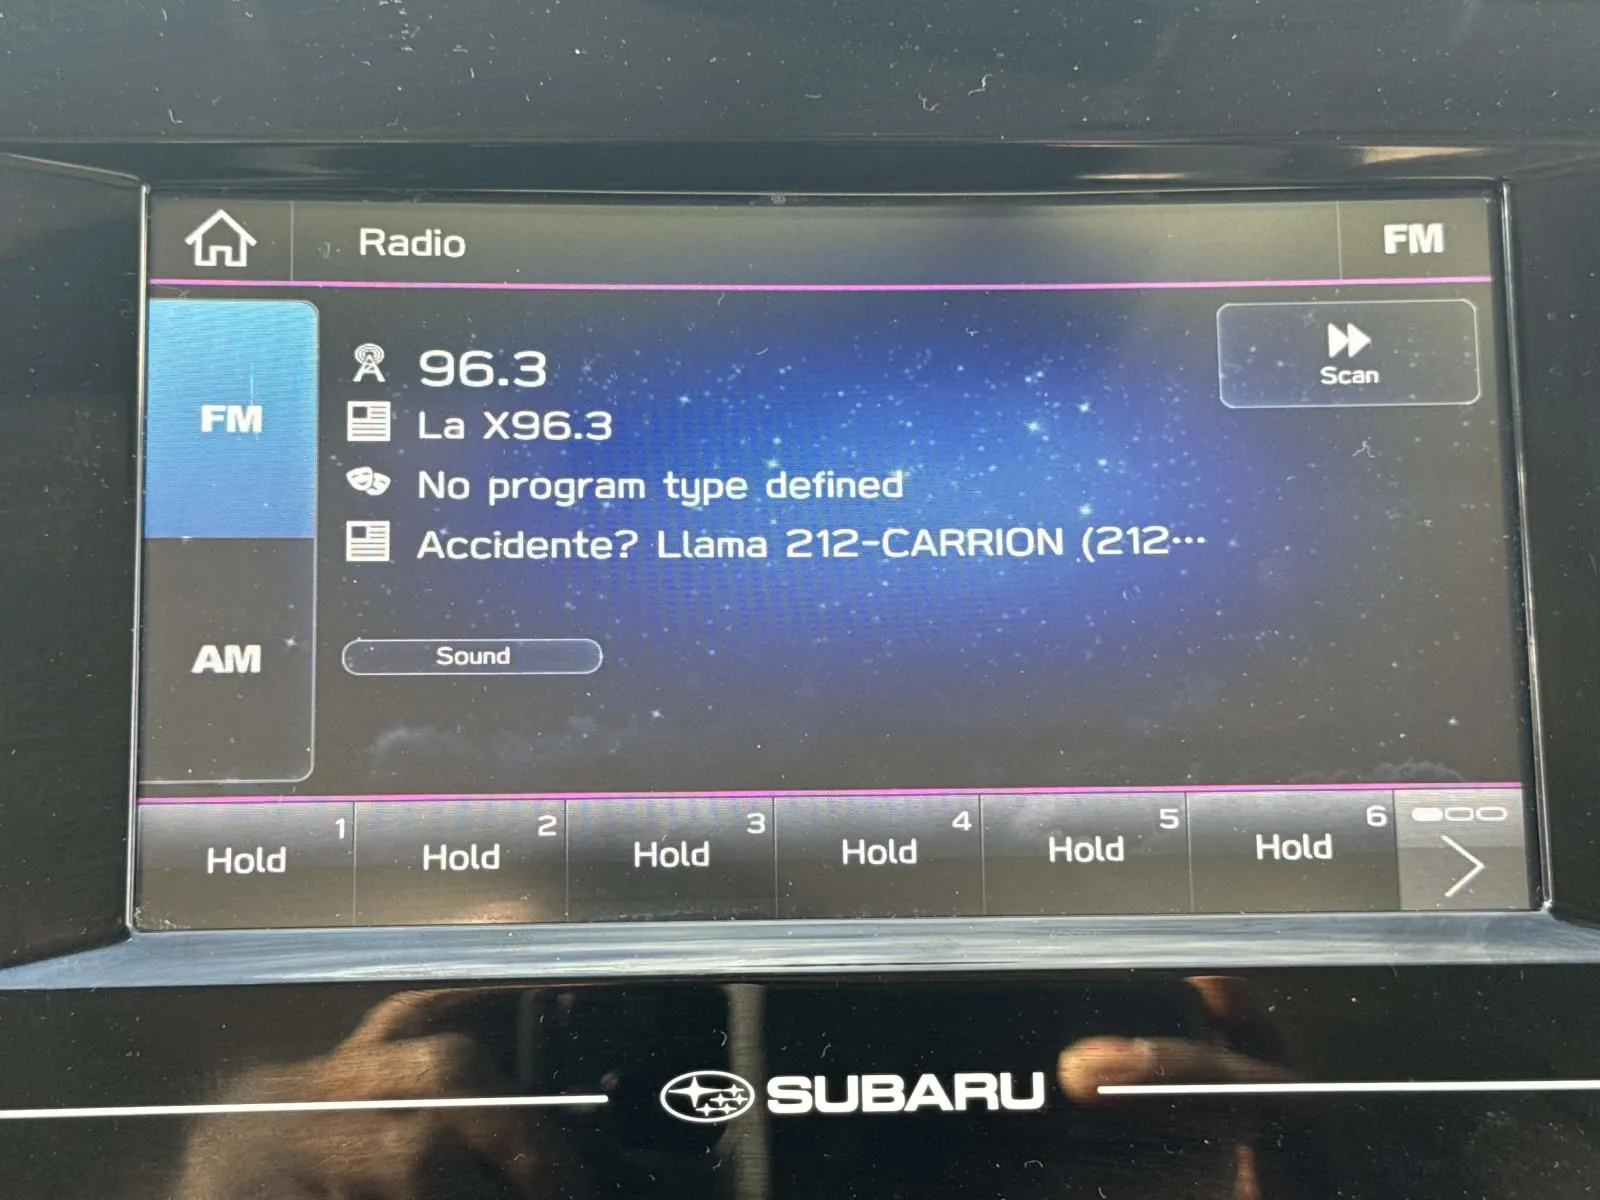 Radio
FM
FM
AM
96.3
La X96.3
No program type defined
Accidente? Llama 212-CARRION (212...
Scan
Sound
1
Hold
2
Hold
3
Hold
4
Hold
5
Hold
6
Hold
SUBARU